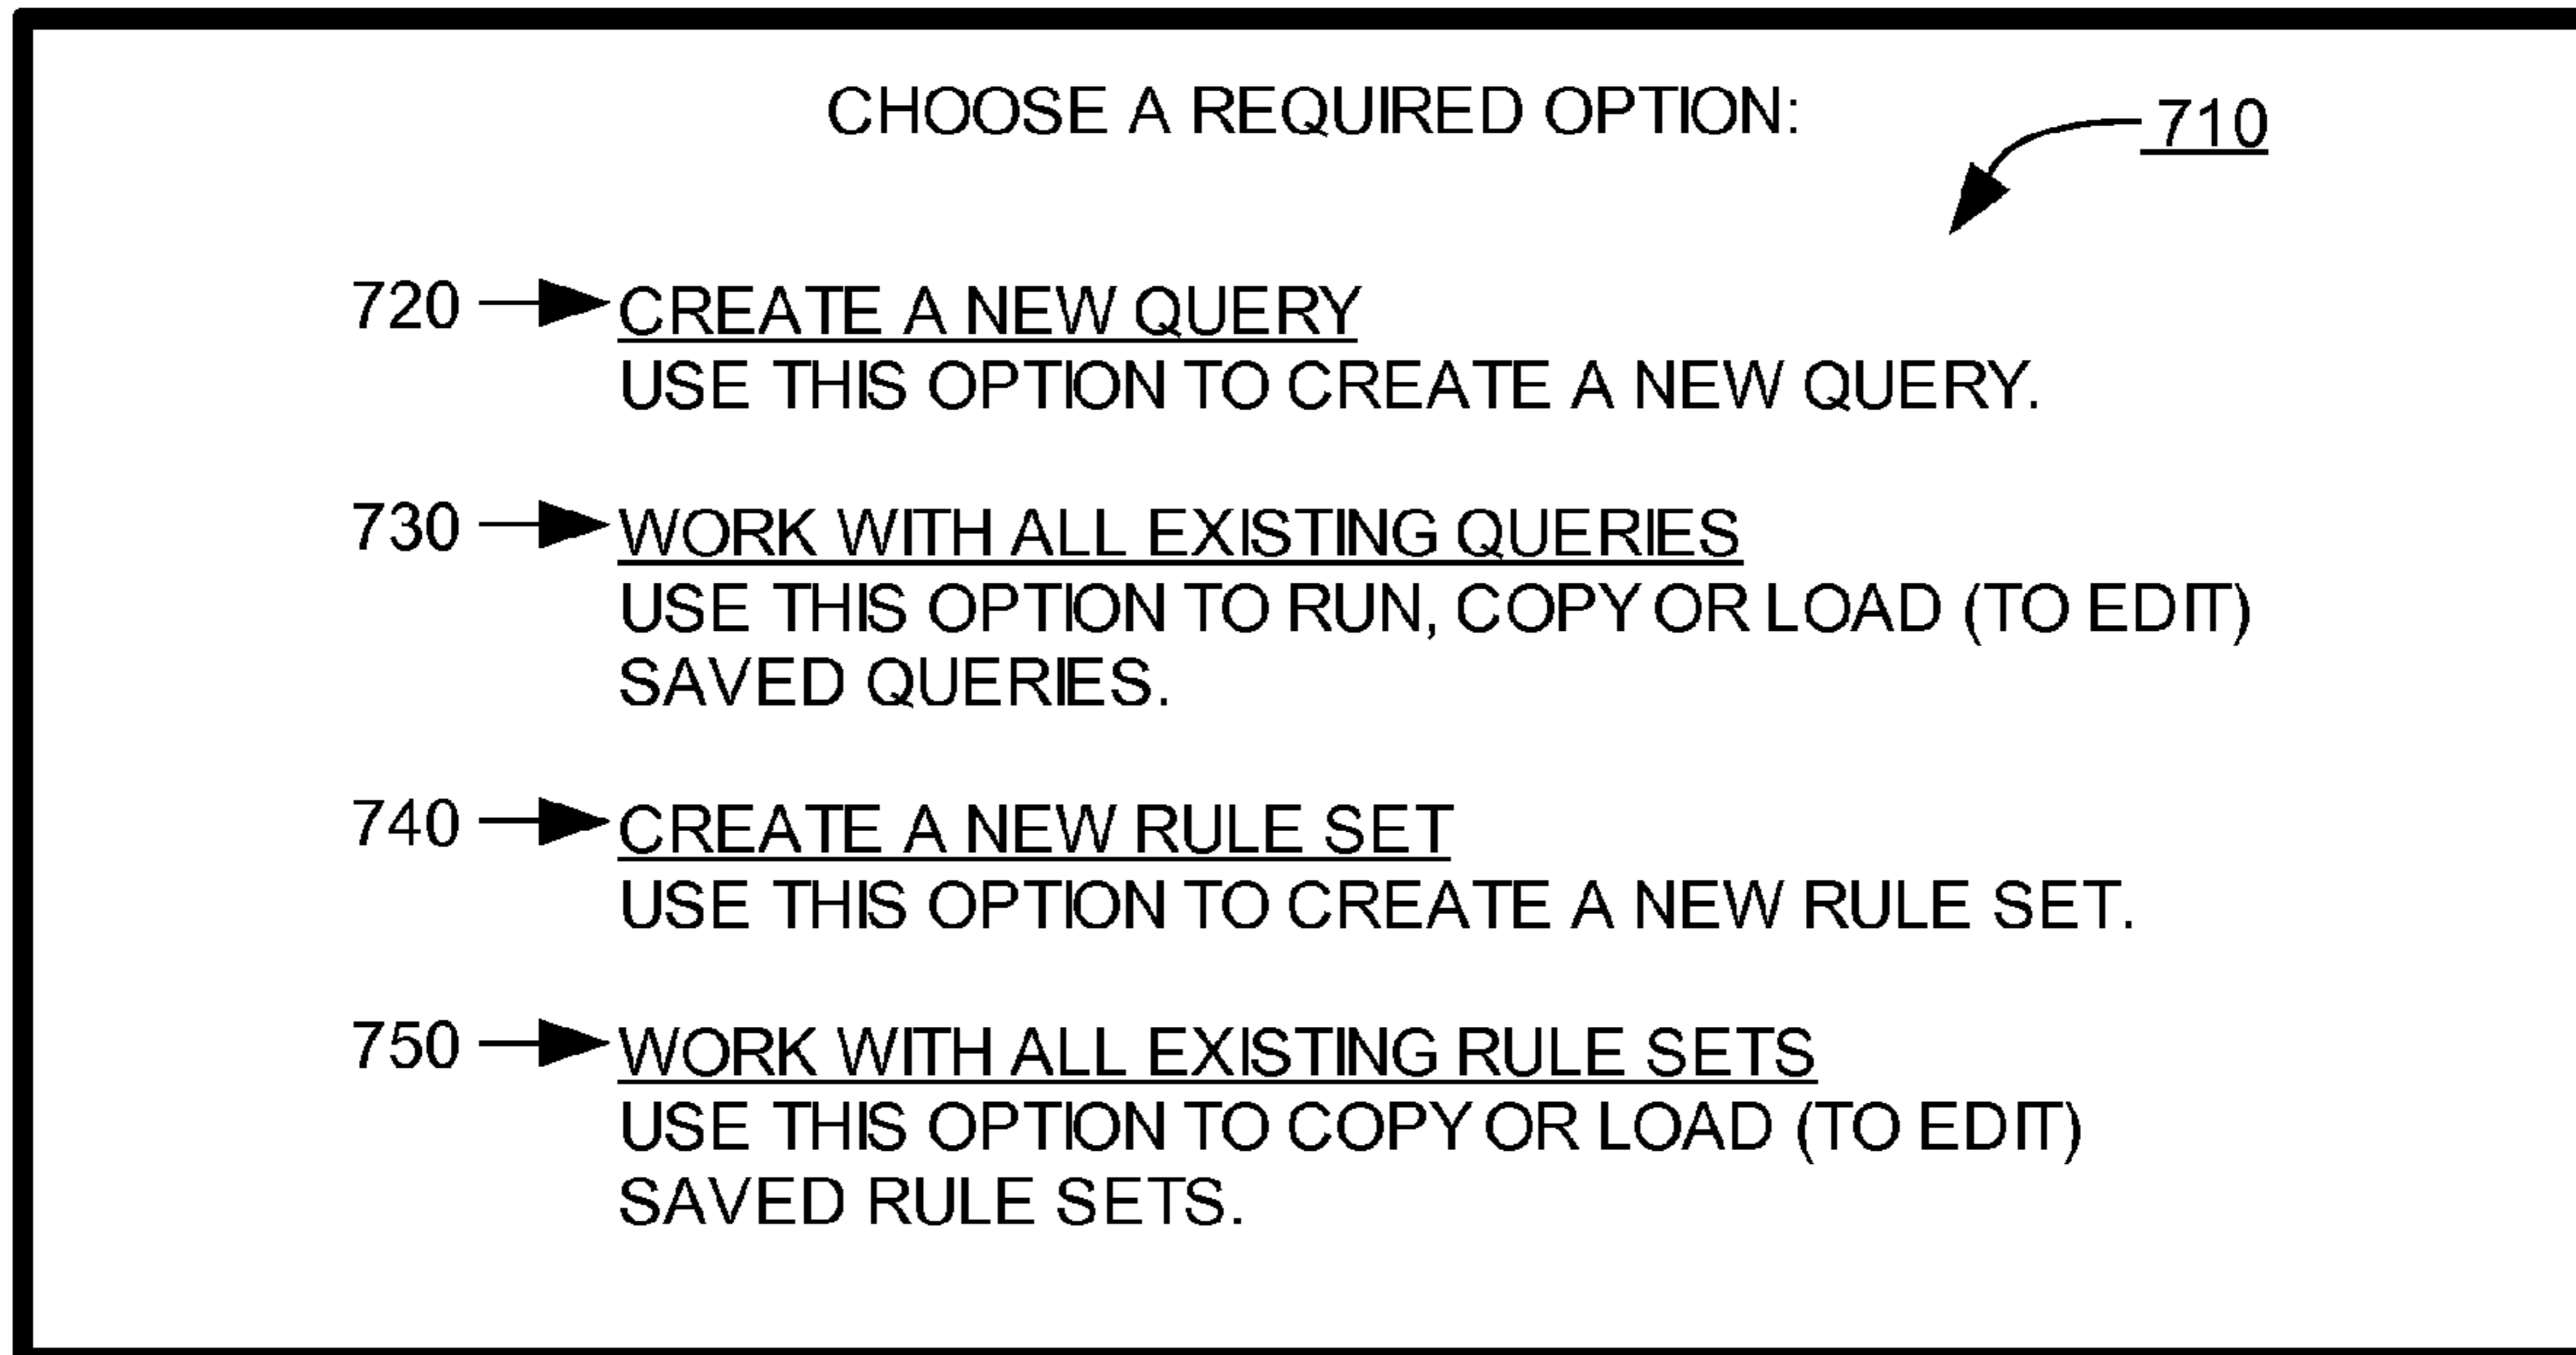 CHOOSE A REQUIRED OPTION:
710
720 CREATE A NEW QUERY
USE THIS OPTION TO CREATE A NEW QUERY.
730 WORK WITH ALL EXISTING QUERIES
USE THIS OPTION TO RUN, COPY OR LOAD (TO EDIT)
SAVED QUERIES.
740 CREATE A NEW RULE SET
USE THIS OPTION TO CREATE A NEW RULE SET.
750 WORK WITH ALL EXISTING RULE SETS
USE THIS OPTION TO COPY OR LOAD (TO EDIT)
SAVED RULE SETS.